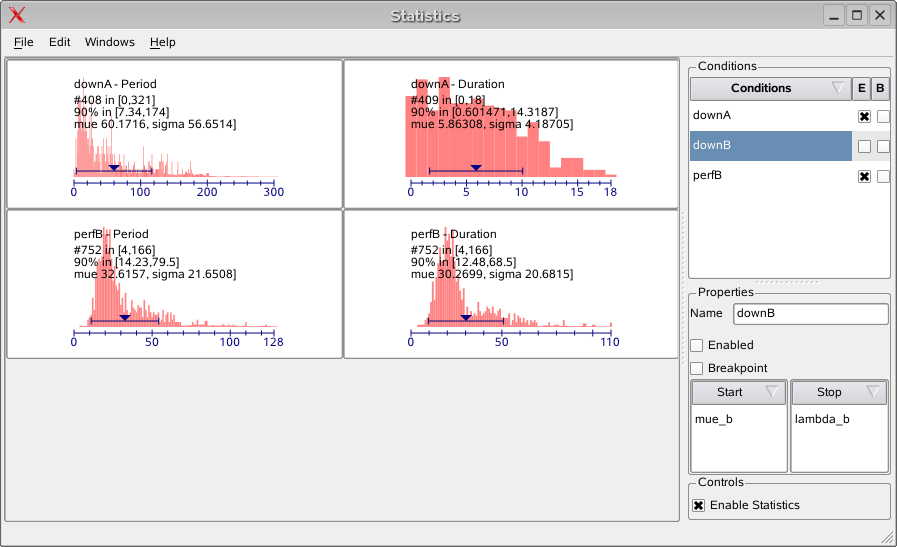 Statistics
File Edit Windows Help
downA - Period
#408 in [0,321]
90% in [7.34,174]
mue 60.1716, sigma 56.6514]
0 100 200 300
downA - Duration
#409 in [0,18]
90% in [0.601471,14.3187]
mue 5.86308, sigma 4.18705]
0 5 10 15 18
perfB - Period
#752 in [4,166]
90% in [14.23,79.5]
mue 32.6157, sigma 21.6508]
0 50 100 128
perfB - Duration
#752 in [4,166]
90% in [12.48,68.5]
mue 30.2699, sigma 20.6815]
0 50 110
Conditions
Conditions E B
downA
downB
perfB
Properties
Name downB
Enabled
Breakpoint
Start Stop
mue_b lambda_b
Controls
Enable Statistics